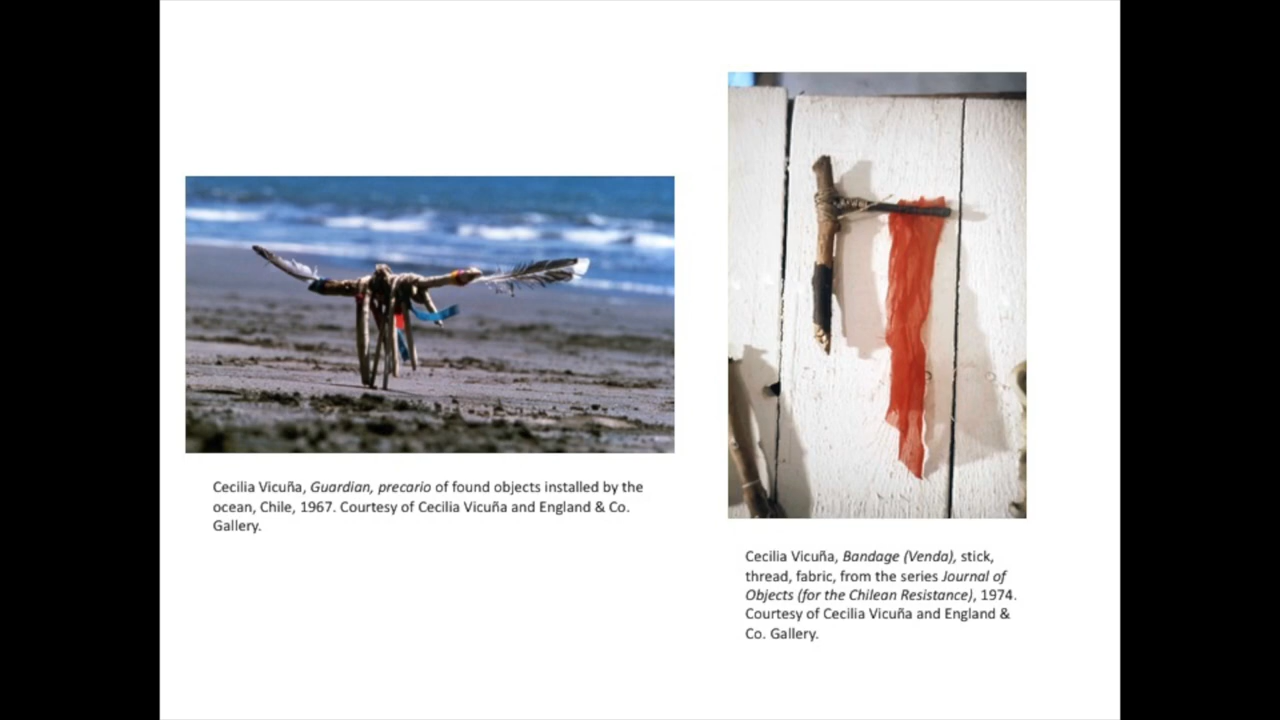 Cecilia Vicuña, Guardian, precario of found objects installed by the
ocean, Chile, 1967. Courtesy of Cecilia Vicuña and England & Co.
Gallery.
Cecilia Vicuña, Bandage (Venda), stick,
thread, fabric, from the series Journal of
Objects (for the Chilean Resistance), 1974.
Courtesy of Cecilia Vicuña and England &
Co. Gallery.